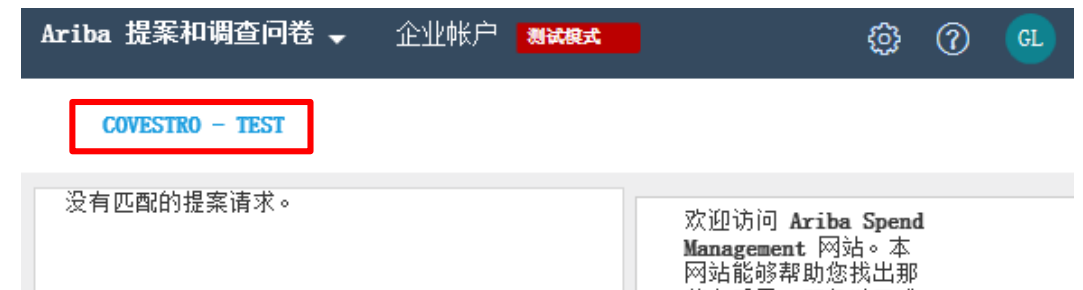 Ariba 提案和调查问卷 企业帐户 测试模式 GL
COVESTRO - TEST
没有匹配的提案请求。
欢迎访问 Ariba Spend
Management 网站。本
网站能够帮助您找出那